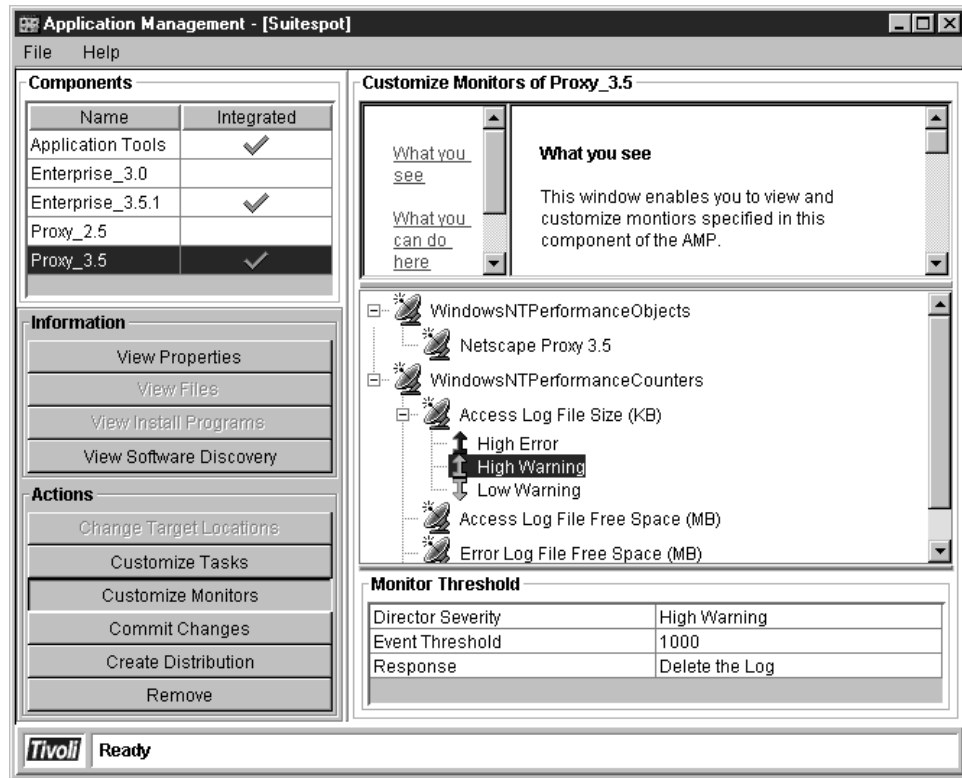 Application Management - [Suitespot]
File Help
Components
Name Integrated
Application Tools
Enterprise_3.0
Enterprise_3.5.1
Proxy_2.5
Proxy_3.5
Information
View Properties
View Files
View Install Programs
View Software Discovery
Actions
Change Target Locations
Customize Tasks
Customize Monitors
Commit Changes
Create Distribution
Remove
Customize Monitors of Proxy_3.5
What you
see
What you
can do
here
What you see
This window enables you to view and
customize montiors specified in this
component of the AMP.
WindowsNTPerformanceObjects
Netscape Proxy 3.5
WindowsNTPerformanceCounters
Access Log File Size (KB)
High Error
High Warning
Low Warning
Access Log File Free Space (MB)
Error Log File Free Space (MB)
Monitor Threshold
Director Severity High Warning
Event Threshold 1000
Response Delete the Log
Tivoli Ready